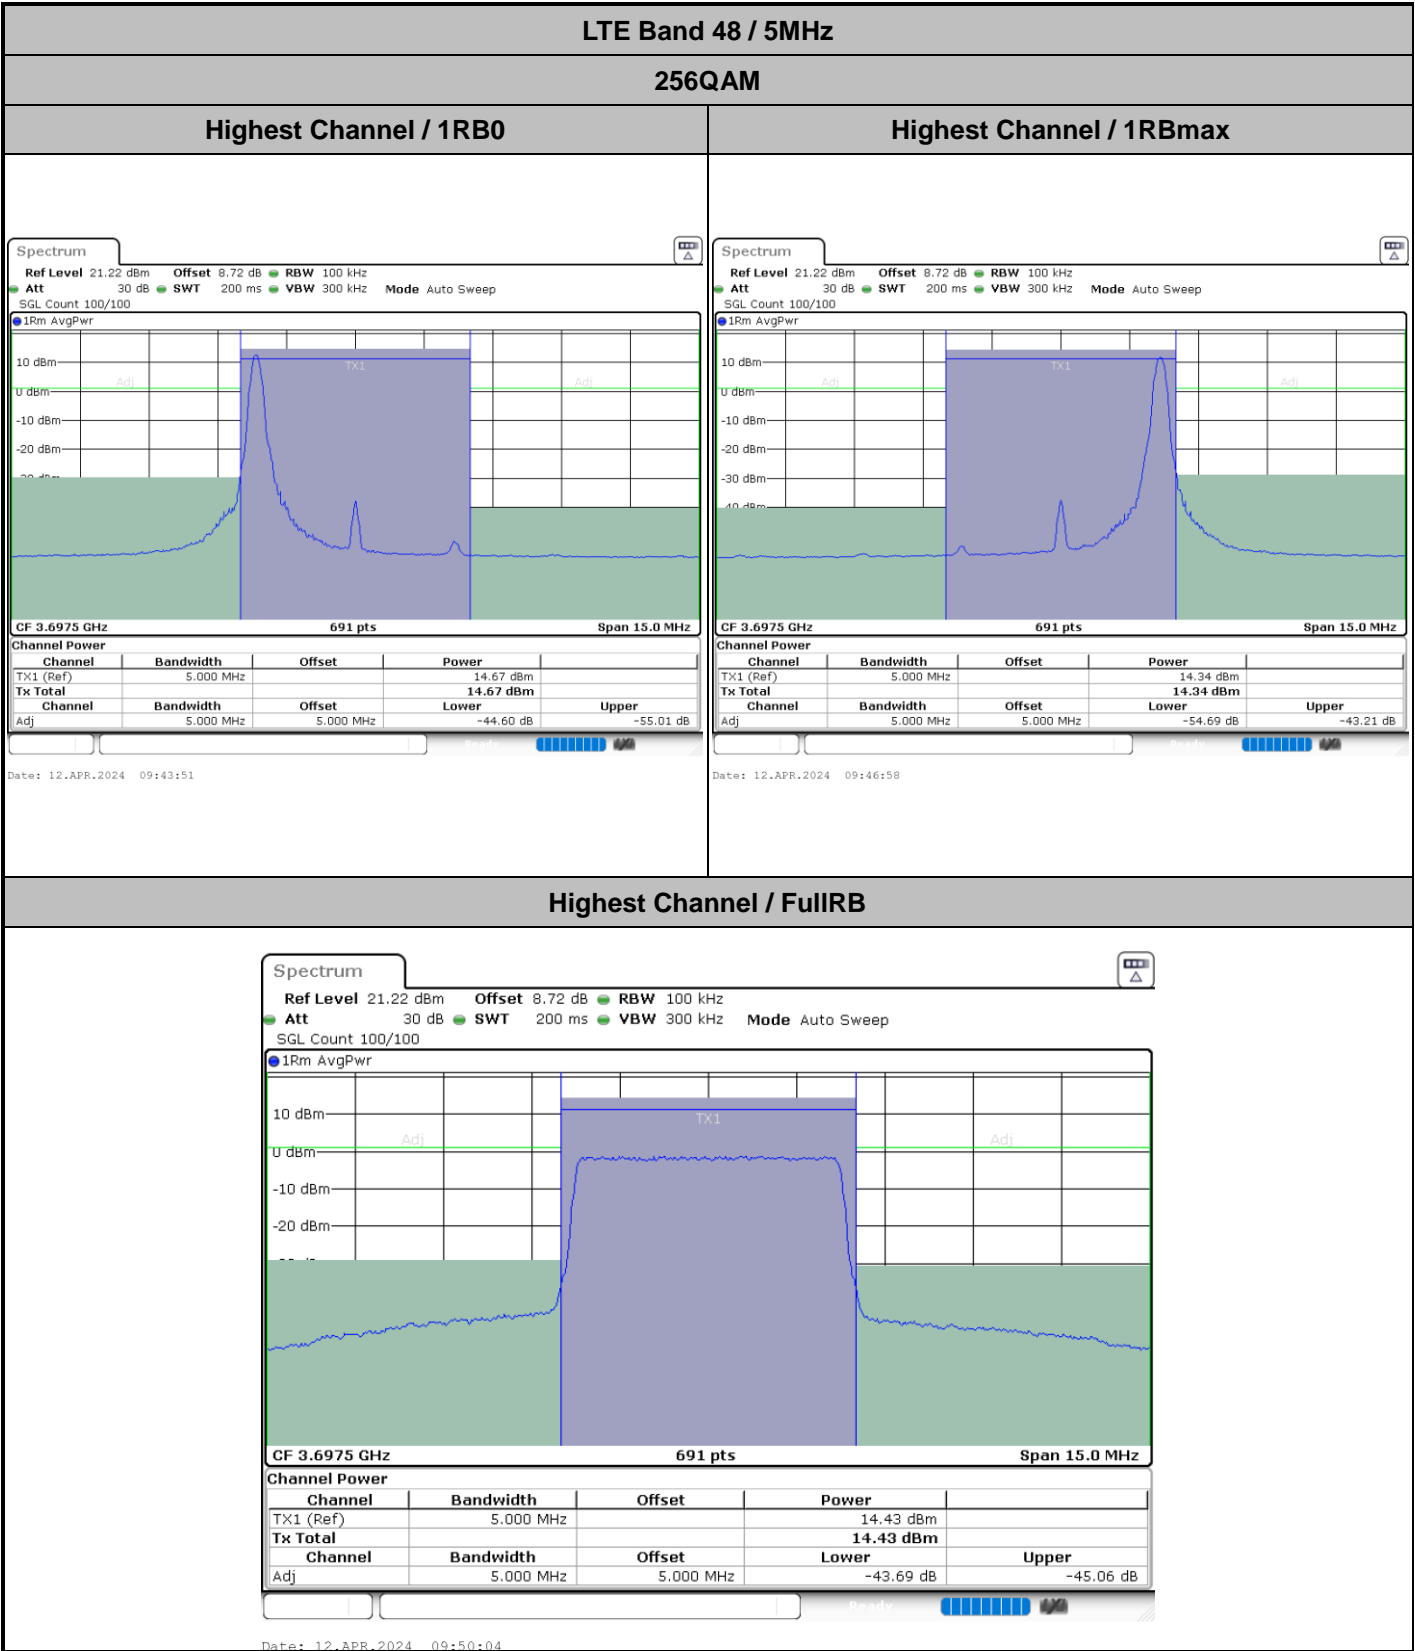 LTE Band 48 / 5MHz
256QAM
Highest Channel / 1RB0
Highest Channel / 1RBmax
Spectrum
Ref Level 21.22 dBm Offset 8.72 dB RBW 100 kHz
Att 30 dB SWT 200 ms VBW 300 kHz Mode Auto Sweep
SGL Count 100/100
1Rm AvgPwr
TX1
10 dBm
Adj Adj
0 dBm
-10 dBm
-20 dBm
CF 3.6975 GHz 691 pts Span 15.0 MHz
Channel Power
Channel Bandwidth Offset Power
TX1 (Ref) 5.000 MHz 14.67 dBm
Tx Total 14.67 dBm
Channel Bandwidth Offset Lower Upper
Adj 5.000 MHz 5.000 MHz -44.60 dB -55.01 dB
Ready
Date: 12.APR.2024 09:43:51
Spectrum
Ref Level 21.22 dBm Offset 8.72 dB RBW 100 kHz
Att 30 dB SWT 200 ms VBW 300 kHz Mode Auto Sweep
SGL Count 100/100
1Rm AvgPwr
TX1
10 dBm
Adj Adj
0 dBm
-10 dBm
-20 dBm
-30 dBm
-40 dBm
CF 3.6975 GHz 691 pts Span 15.0 MHz
Channel Power
Channel Bandwidth Offset Power
TX1 (Ref) 5.000 MHz 14.34 dBm
Tx Total 14.34 dBm
Channel Bandwidth Offset Lower Upper
Adj 5.000 MHz 5.000 MHz -54.69 dB -43.21 dB
Ready
Date: 12.APR.2024 09:46:58
Highest Channel / FullRB
Spectrum
Ref Level 21.22 dBm Offset 8.72 dB RBW 100 kHz
Att 30 dB SWT 200 ms VBW 300 kHz Mode Auto Sweep
SGL Count 100/100
1Rm AvgPwr
10 dBm
TX1
Adj Adj
0 dBm
-10 dBm
-20 dBm
CF 3.6975 GHz 691 pts Span 15.0 MHz
Channel Power
Channel Bandwidth Offset Power
TX1 (Ref) 5.000 MHz 14.43 dBm
Tx Total 14.43 dBm
Channel Bandwidth Offset Lower Upper
Adj 5.000 MHz 5.000 MHz -43.69 dB -45.06 dB
Ready
Date: 12.APR.2024 09:50:04